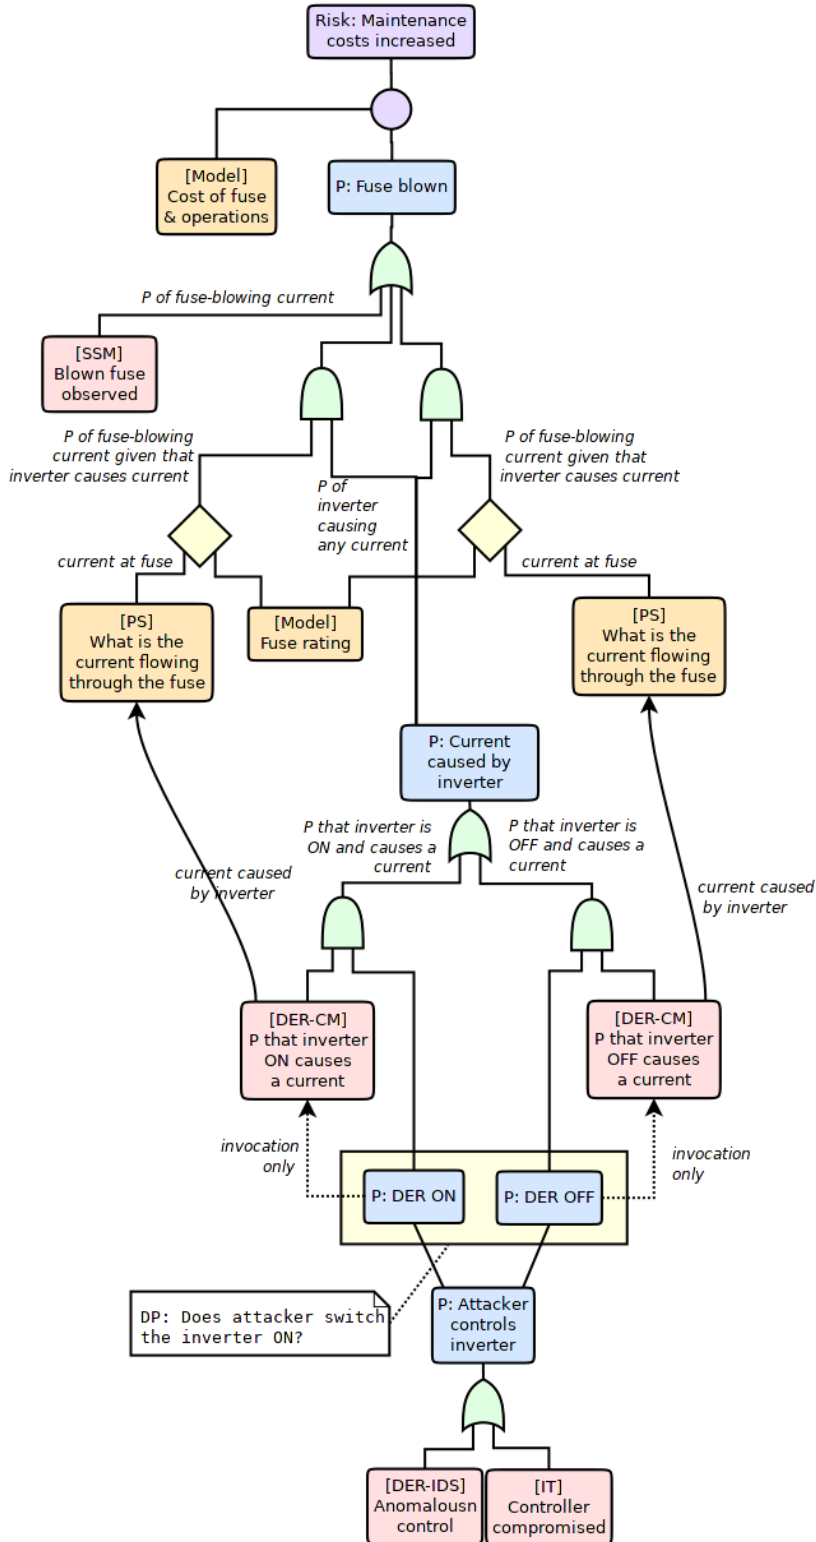 Risk: Maintenance
costs increased
[Model]
Cost of fuse
& operations
P: Fuse blown
P of fuse-blowing current
[SSM]
Blown fuse
observed
P of fuse-blowing
current given that
inverter causes current
P of fuse-blowing
current given that
inverter causes current
P of
inverter
causing
any current
current at fuse
current at fuse
[PS]
What is the
current flowing
through the fuse
[Model]
Fuse rating
[PS]
What is the
current flowing
through the fuse
P: Current
caused by
inverter
P that inverter is
ON and causes a
current
P that inverter is
OFF and causes a
current
current caused
by inverter
current caused
by inverter
[DER-CM]
P that inverter
ON causes
a current
[DER-CM]
P that inverter
OFF causes
a current
invocation
only
invocation
only
P: DER ON
P: DER OFF
DP: Does attacker switch
the inverter ON?
P: Attacker
controls
inverter
[DER-IDS]
Anomalousn
control
[IT]
Controller
compromised